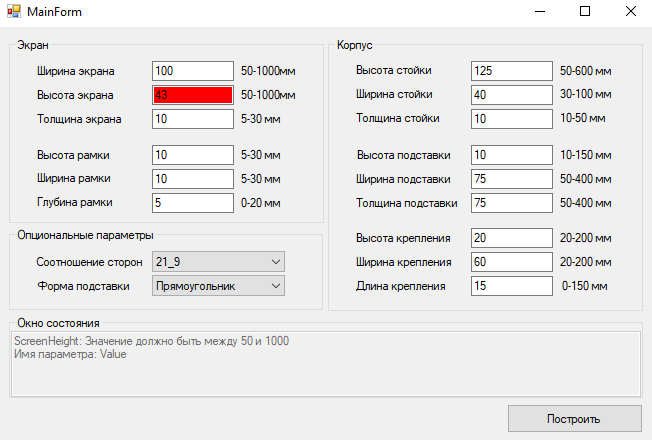 MainForm
Экран
Ширина экрана 100 50-1000мм
Высота экрана 43 50-1000мм
Толщина экрана 10 5-30 мм
Высота рамки 10 5-30 мм
Ширина рамки 10 5-30 мм
Глубина рамки 5 0-20 мм
Опциональные параметры
Соотношение сторон 21_9
Форма подставки Прямоугольник
Корпус
Высота стойки 125 50-600 мм
Ширина стойки 40 30-100 мм
Толщина стойки 10 10-50 мм
Высота подставки 10 10-150 мм
Ширина подставки 75 50-400 мм
Толщина подставки 75 50-400 мм
Высота крепления 20 20-200 мм
Ширина крепления 60 20-200 мм
Длина крепления 15 0-150 мм
Окно состояния
ScreenHeight: Значение должно быть между 50 и 1000
Имя параметра: Value
Построить